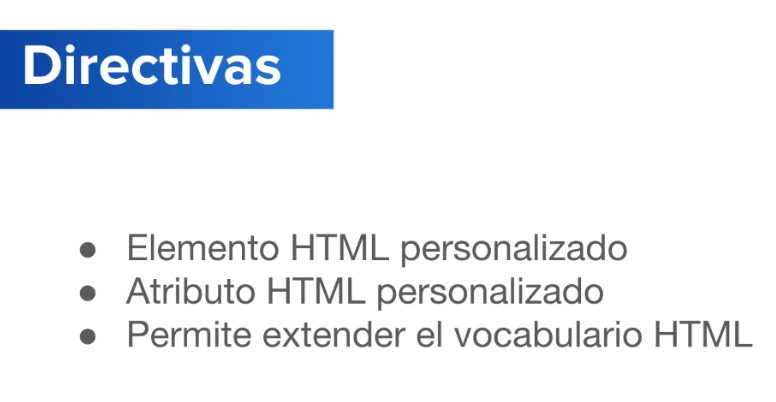 Directivas
● Elemento HTML personalizado
● Atributo HTML personalizado
● Permite extender el vocabulario HTML